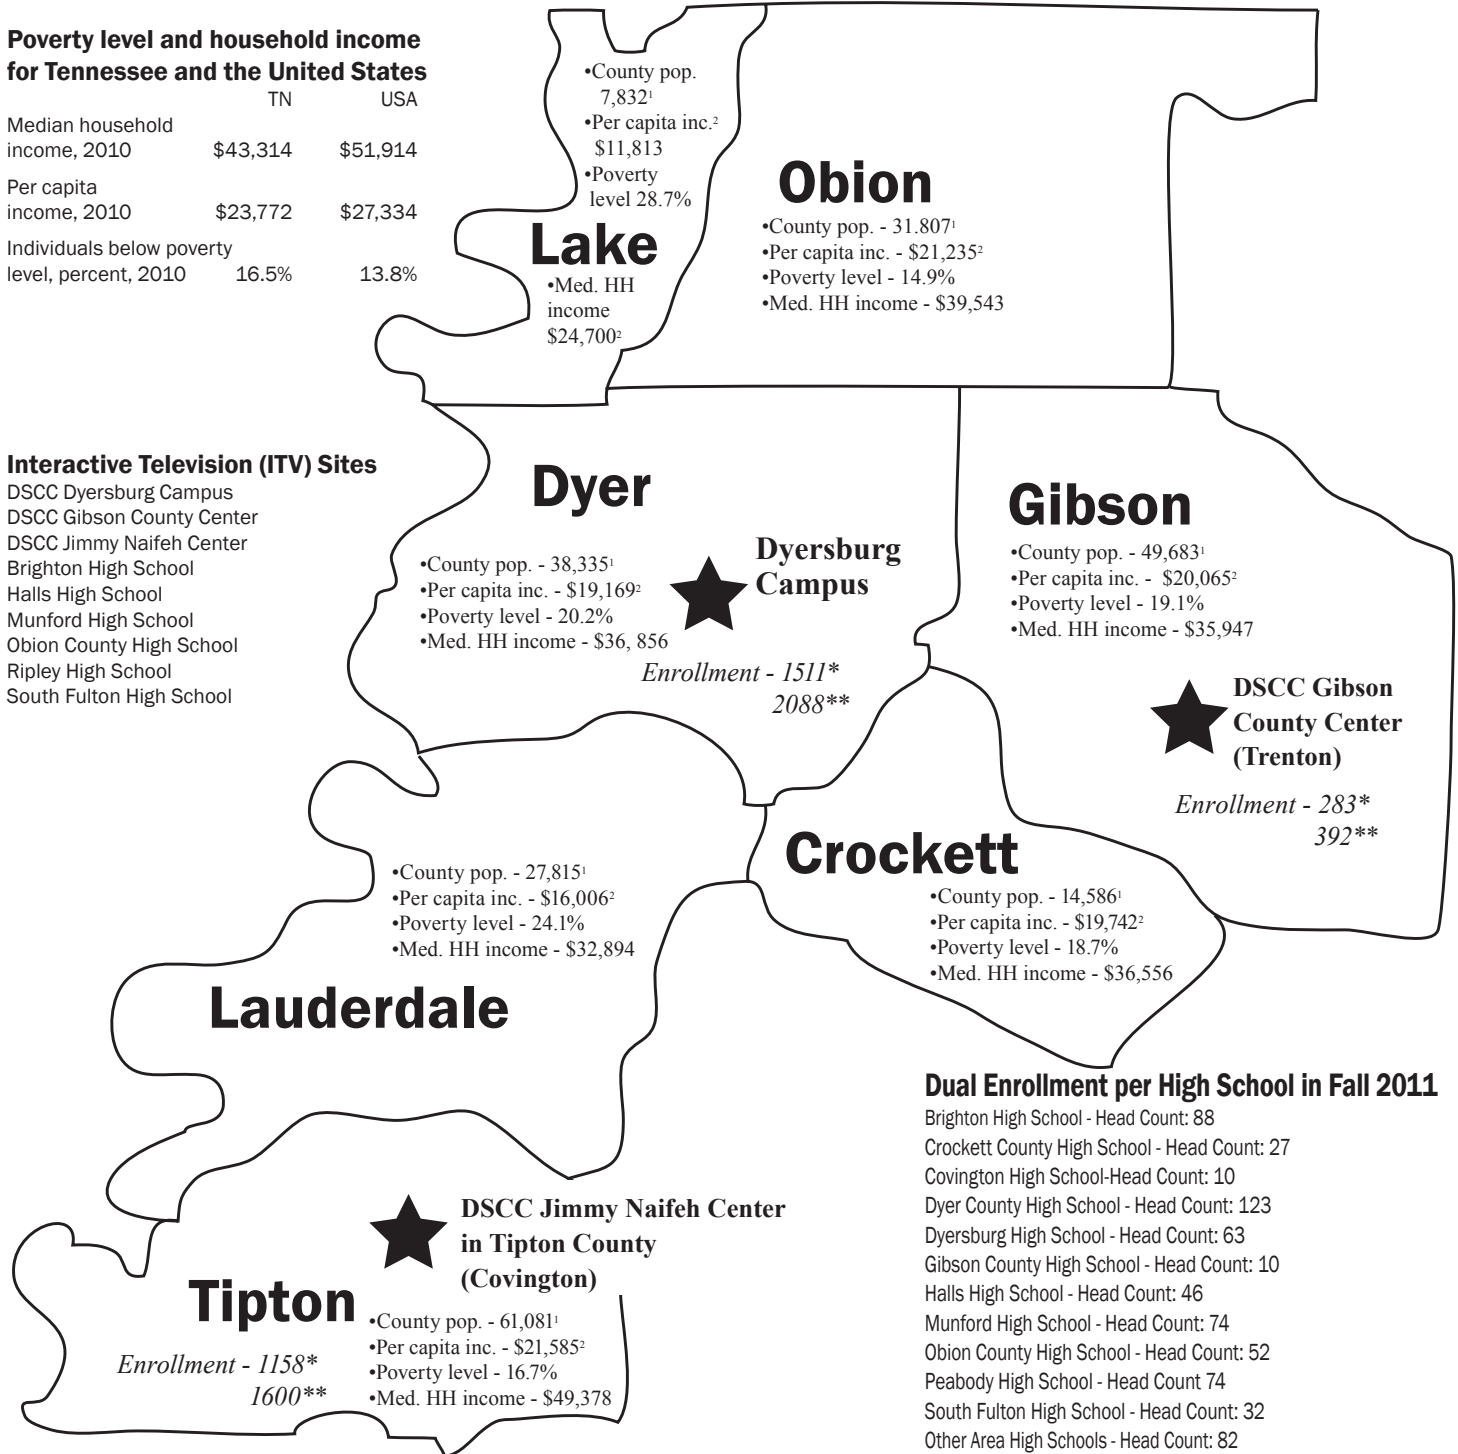 Poverty level and household income
for Tennessee and the United States
TN USA
Median household
income, 2010 $43,314 $51,914
Per capita
income, 2010 $23,772 $27,334
Individuals below poverty
level, percent, 2010 16.5% 13.8%
•County pop.
7,832¹
•Per capita inc.²
$11,813
•Poverty
level 28.7%
Lake
•Med. HH
income
$24,700²
Obion
•County pop. - 31.807¹
•Per capita inc. - $21,235²
•Poverty level - 14.9%
•Med. HH income - $39,543
Interactive Television (ITV) Sites
DSCC Dyersburg Campus
DSCC Gibson County Center
DSCC Jimmy Naifeh Center
Brighton High School
Halls High School
Munford High School
Obion County High School
Ripley High School
South Fulton High School
Dyer
•County pop. - 38,335¹
•Per capita inc. - $19,169²
•Poverty level - 20.2%
•Med. HH income - $36, 856
Dyersburg
Campus
Enrollment - 1511*
2088**
Gibson
•County pop. - 49,683¹
•Per capita inc. - $20,065²
•Poverty level - 19.1%
•Med. HH income - $35,947
DSCC Gibson
County Center
(Trenton)
Enrollment - 283*
392**
Crockett
•County pop. - 14,586¹
•Per capita inc. - $19,742²
•Poverty level - 18.7%
•Med. HH income - $36,556
•County pop. - 27,815¹
•Per capita inc. - $16,006²
•Poverty level - 24.1%
•Med. HH income - $32,894
Lauderdale
DSCC Jimmy Naifeh Center
in Tipton County
(Covington)
Tipton
Enrollment - 1158*
1600**
•County pop. - 61,081¹
•Per capita inc. - $21,585²
•Poverty level - 16.7%
•Med. HH income - $49,378
Dual Enrollment per High School in Fall 2011
Brighton High School - Head Count: 88
Crockett County High School - Head Count: 27
Covington High School-Head Count: 10
Dyer County High School - Head Count: 123
Dyersburg High School - Head Count: 63
Gibson County High School - Head Count: 10
Halls High School - Head Count: 46
Munford High School - Head Count: 74
Obion County High School - Head Count: 52
Peabody High School - Head Count 74
South Fulton High School - Head Count: 32
Other Area High Schools - Head Count: 82